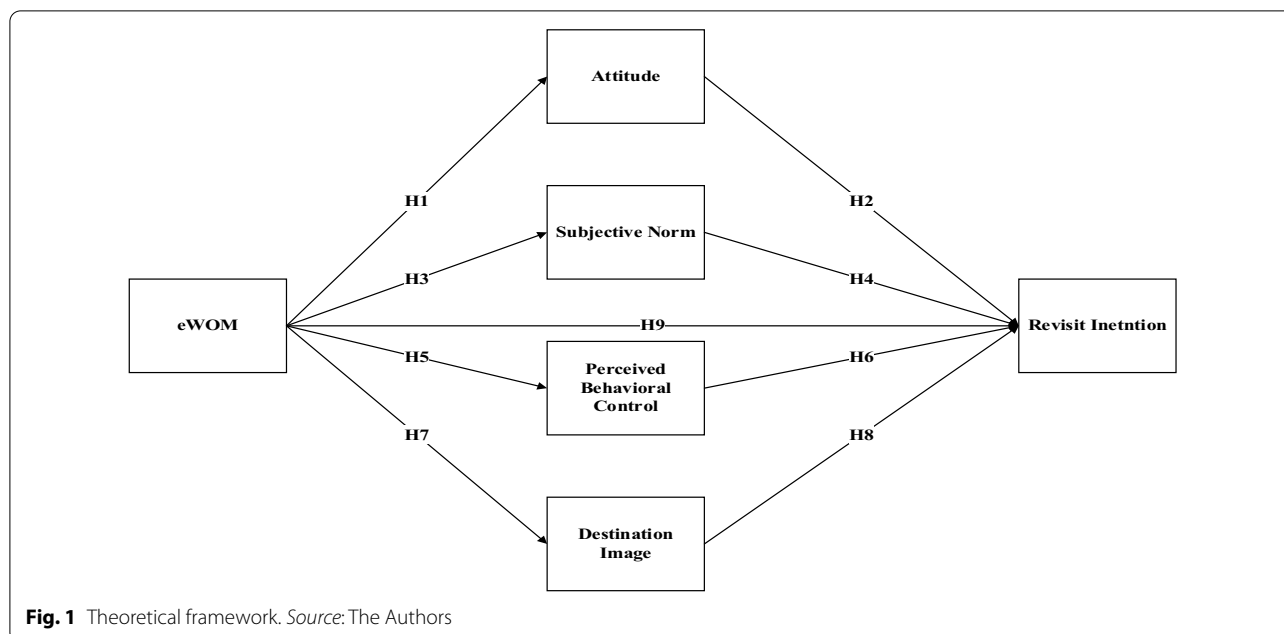 Attitude
H1
H2
Subjective Norm
H3
H4
eWOM
H9
Revisit Inetntion
H5
H6
Perceived
Behavioral
Control
H7
H8
Destination
Image
Fig. 1 Theoretical framework. Source: The Authors